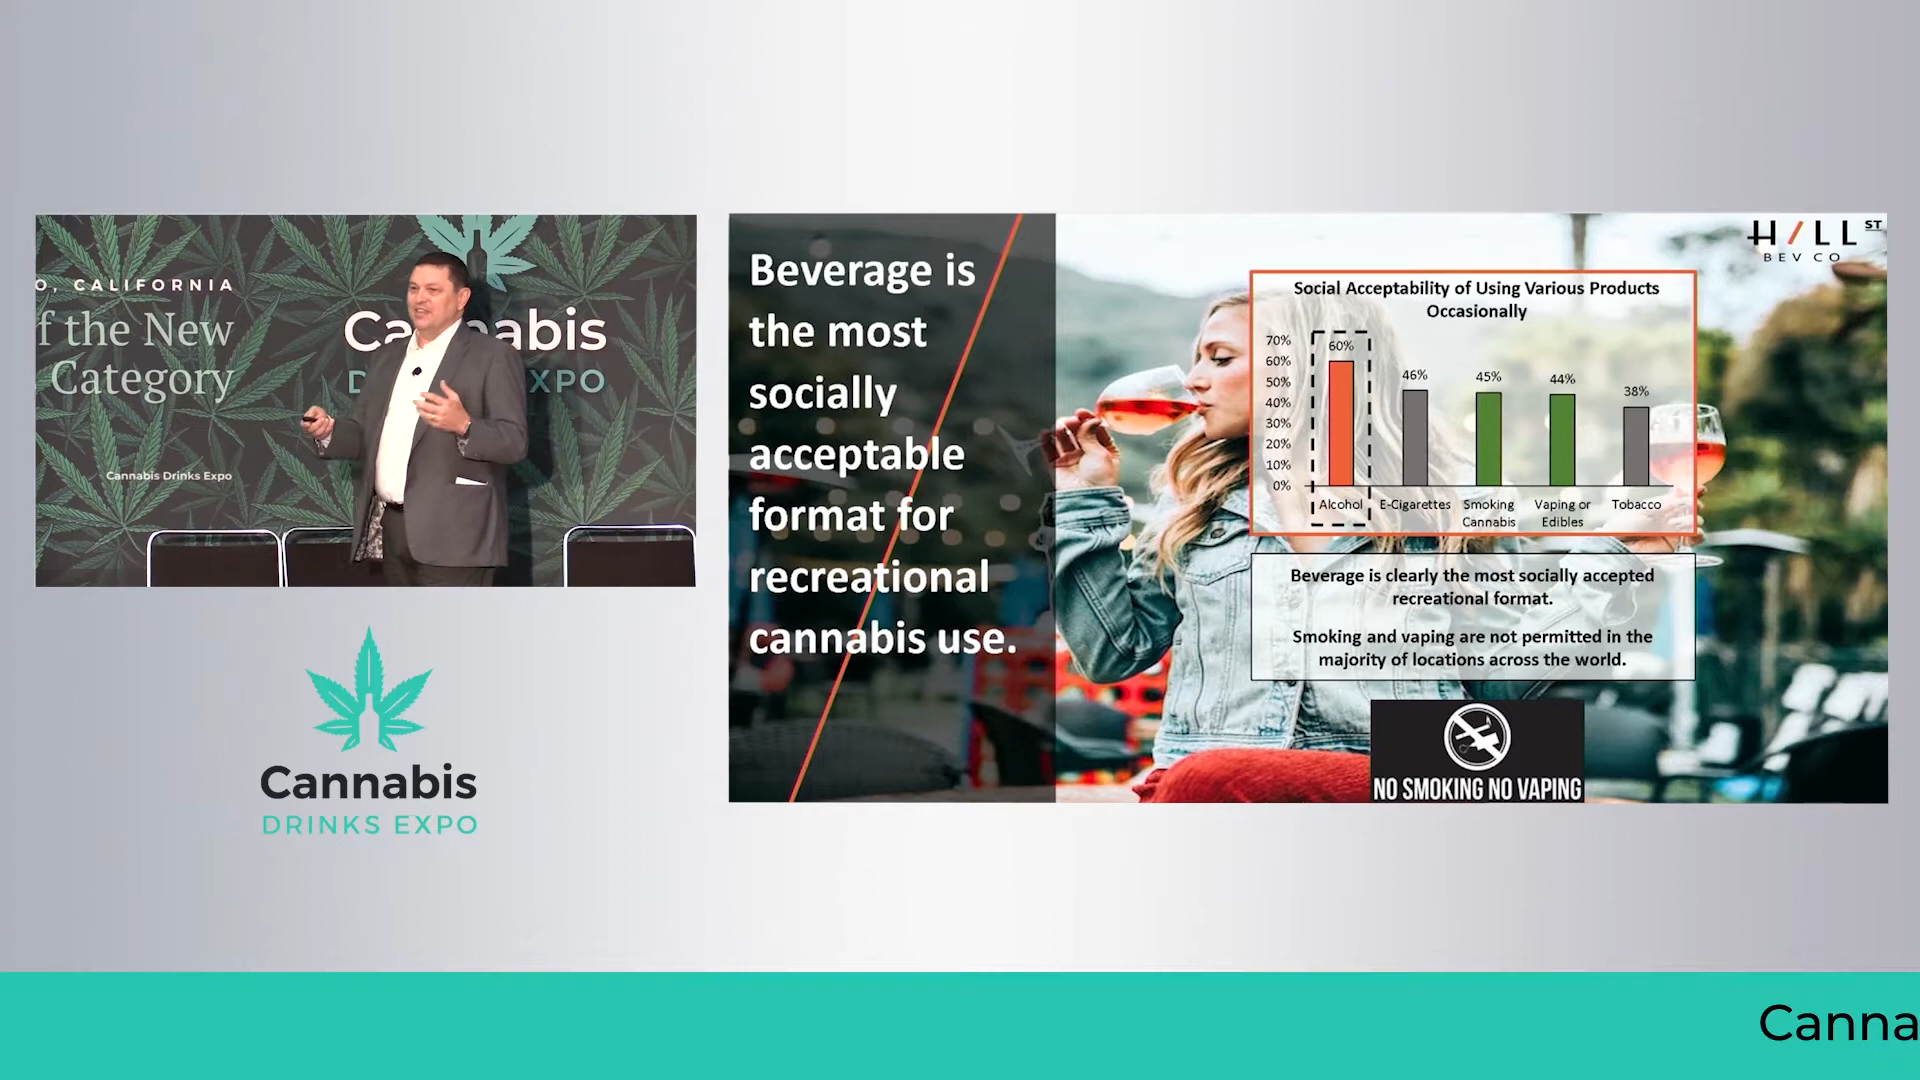 O, CALIFORNIA
f the New
Category
Cannabis Drinks Expo
abis
XPO
Cannabis
DRINKS EXPO
Beverage is
the most
socially
acceptable
format for
recreational
cannabis use.
HILL ST
BEV CO
Social Acceptability of Using Various Products
Occasionally
70%
60%
50%
40%
30%
20%
10%
0%
60%
46%
45%
44%
38%
Alcohol
E-Cigarettes
Smoking
Cannabis
Vaping or
Edibles
Tobacco
Beverage is clearly the most socially accepted
recreational format.
Smoking and vaping are not permitted in the
majority of locations across the world.
NO SMOKING NO VAPING
Canna